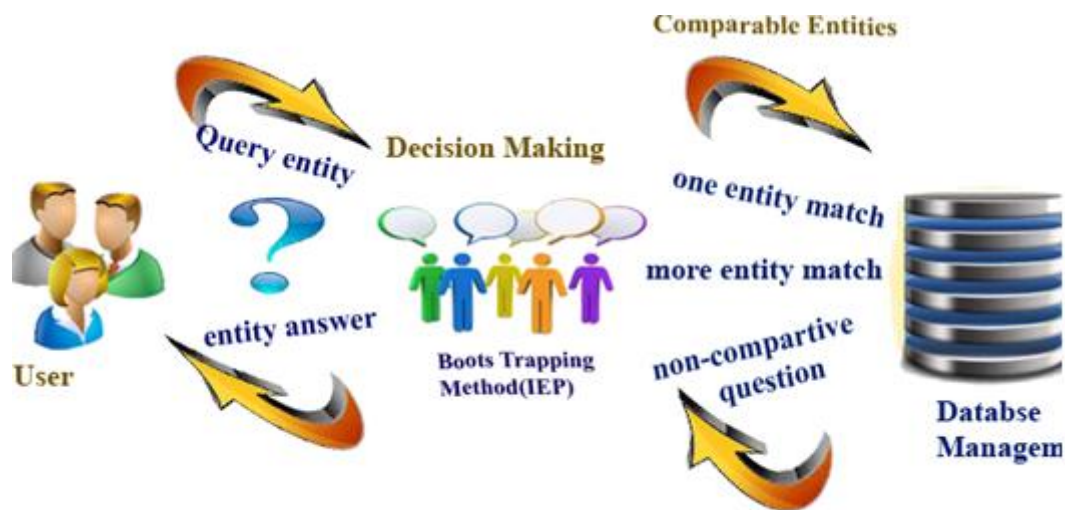 Comparable Entities
Query entity
Decision Making
one entity match
more entity match
entity answer
non-compartive
question
User
Boots Trapping
Method(IEP)
Databse
Managem